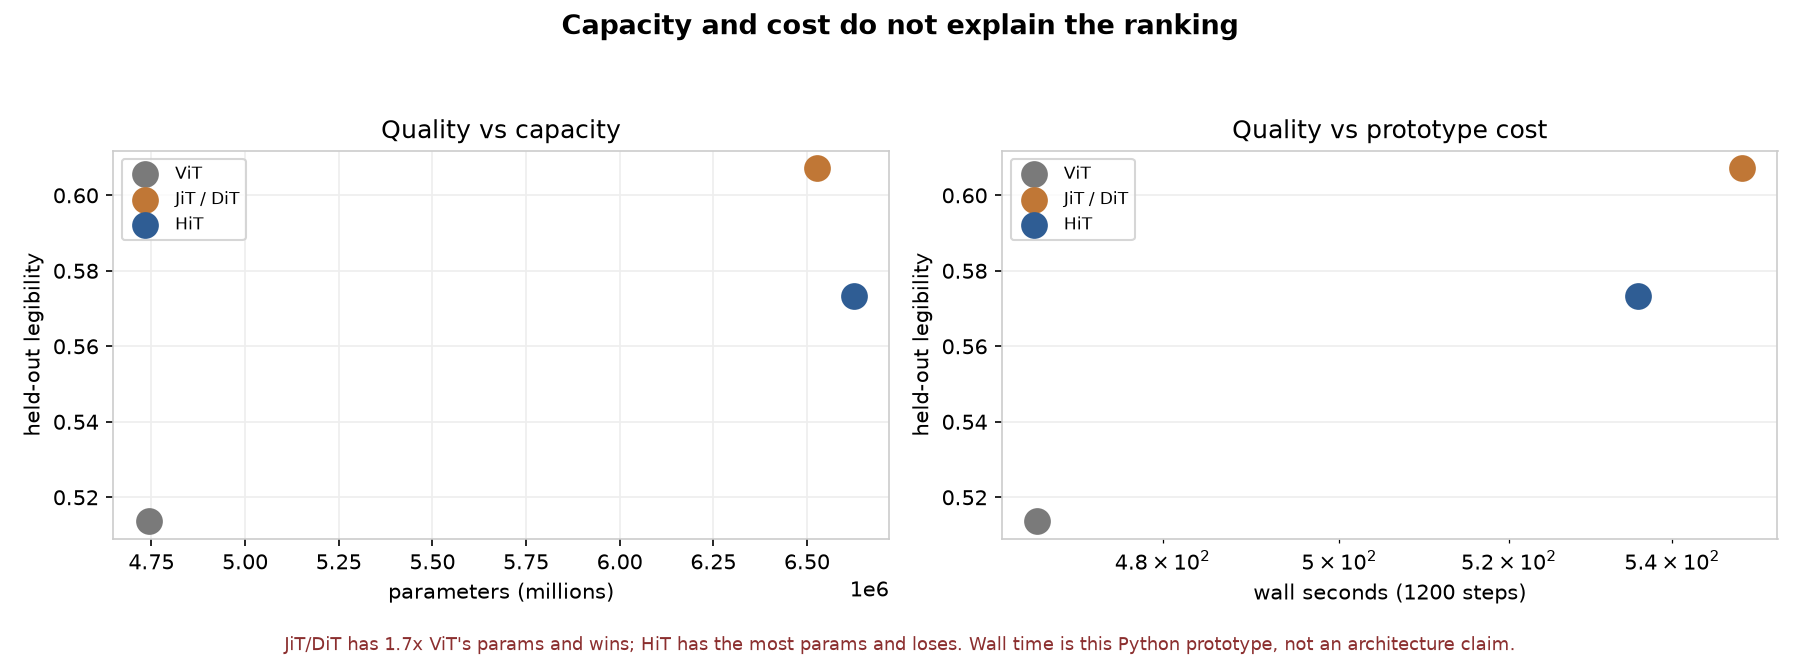 Capacity and cost do not explain the ranking
Quality vs capacity
ViT
JiT / DiT
HiT
held-out legibility
0.60
0.58
0.56
0.54
0.52
4.75 5.00 5.25 5.50 5.75 6.00 6.25 6.50
1e6
parameters (millions)
Quality vs prototype cost
ViT
JiT / DiT
HiT
held-out legibility
0.60
0.58
0.56
0.54
0.52
4.8 × 10² 5 × 10² 5.2 × 10² 5.4 × 10²
wall seconds (1200 steps)
JiT/DiT has 1.7x ViT's params and wins; HiT has the most params and loses. Wall time is this Python prototype, not an architecture claim.